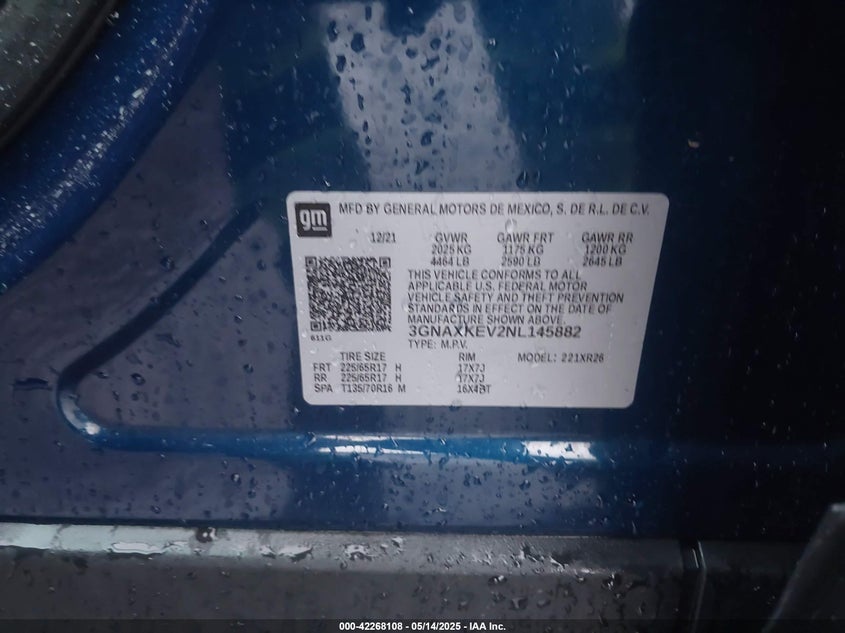 gm
MFD BY GENERAL MOTORS DE MEXICO, S. DE R.L. DE C.V.
12/21 GVWR GAWR FRT GAWR RR
2025 KG 1175 KG 1200 KG
4464 LB 2590 LB 2645 LB
THIS VEHICLE CONFORMS TO ALL
APPLICABLE U.S. FEDERAL MOTOR
VEHICLE SAFETY AND THEFT PREVENTION
STANDARDS IN EFFECT ON THE DATE OF
MANUFACTURE SHOWN ABOVE.
3GNAXKEV2NL145882
611G TYPE: M.P.V.
TIRE SIZE RIM MODEL: 221XR26
FRT 225/65R17 H 17X7J
RR 225/65R17 H 17X7J
SPA T135/70R16 M 16X4BT
000-42268108 - 05/14/2025 - IAA Inc.